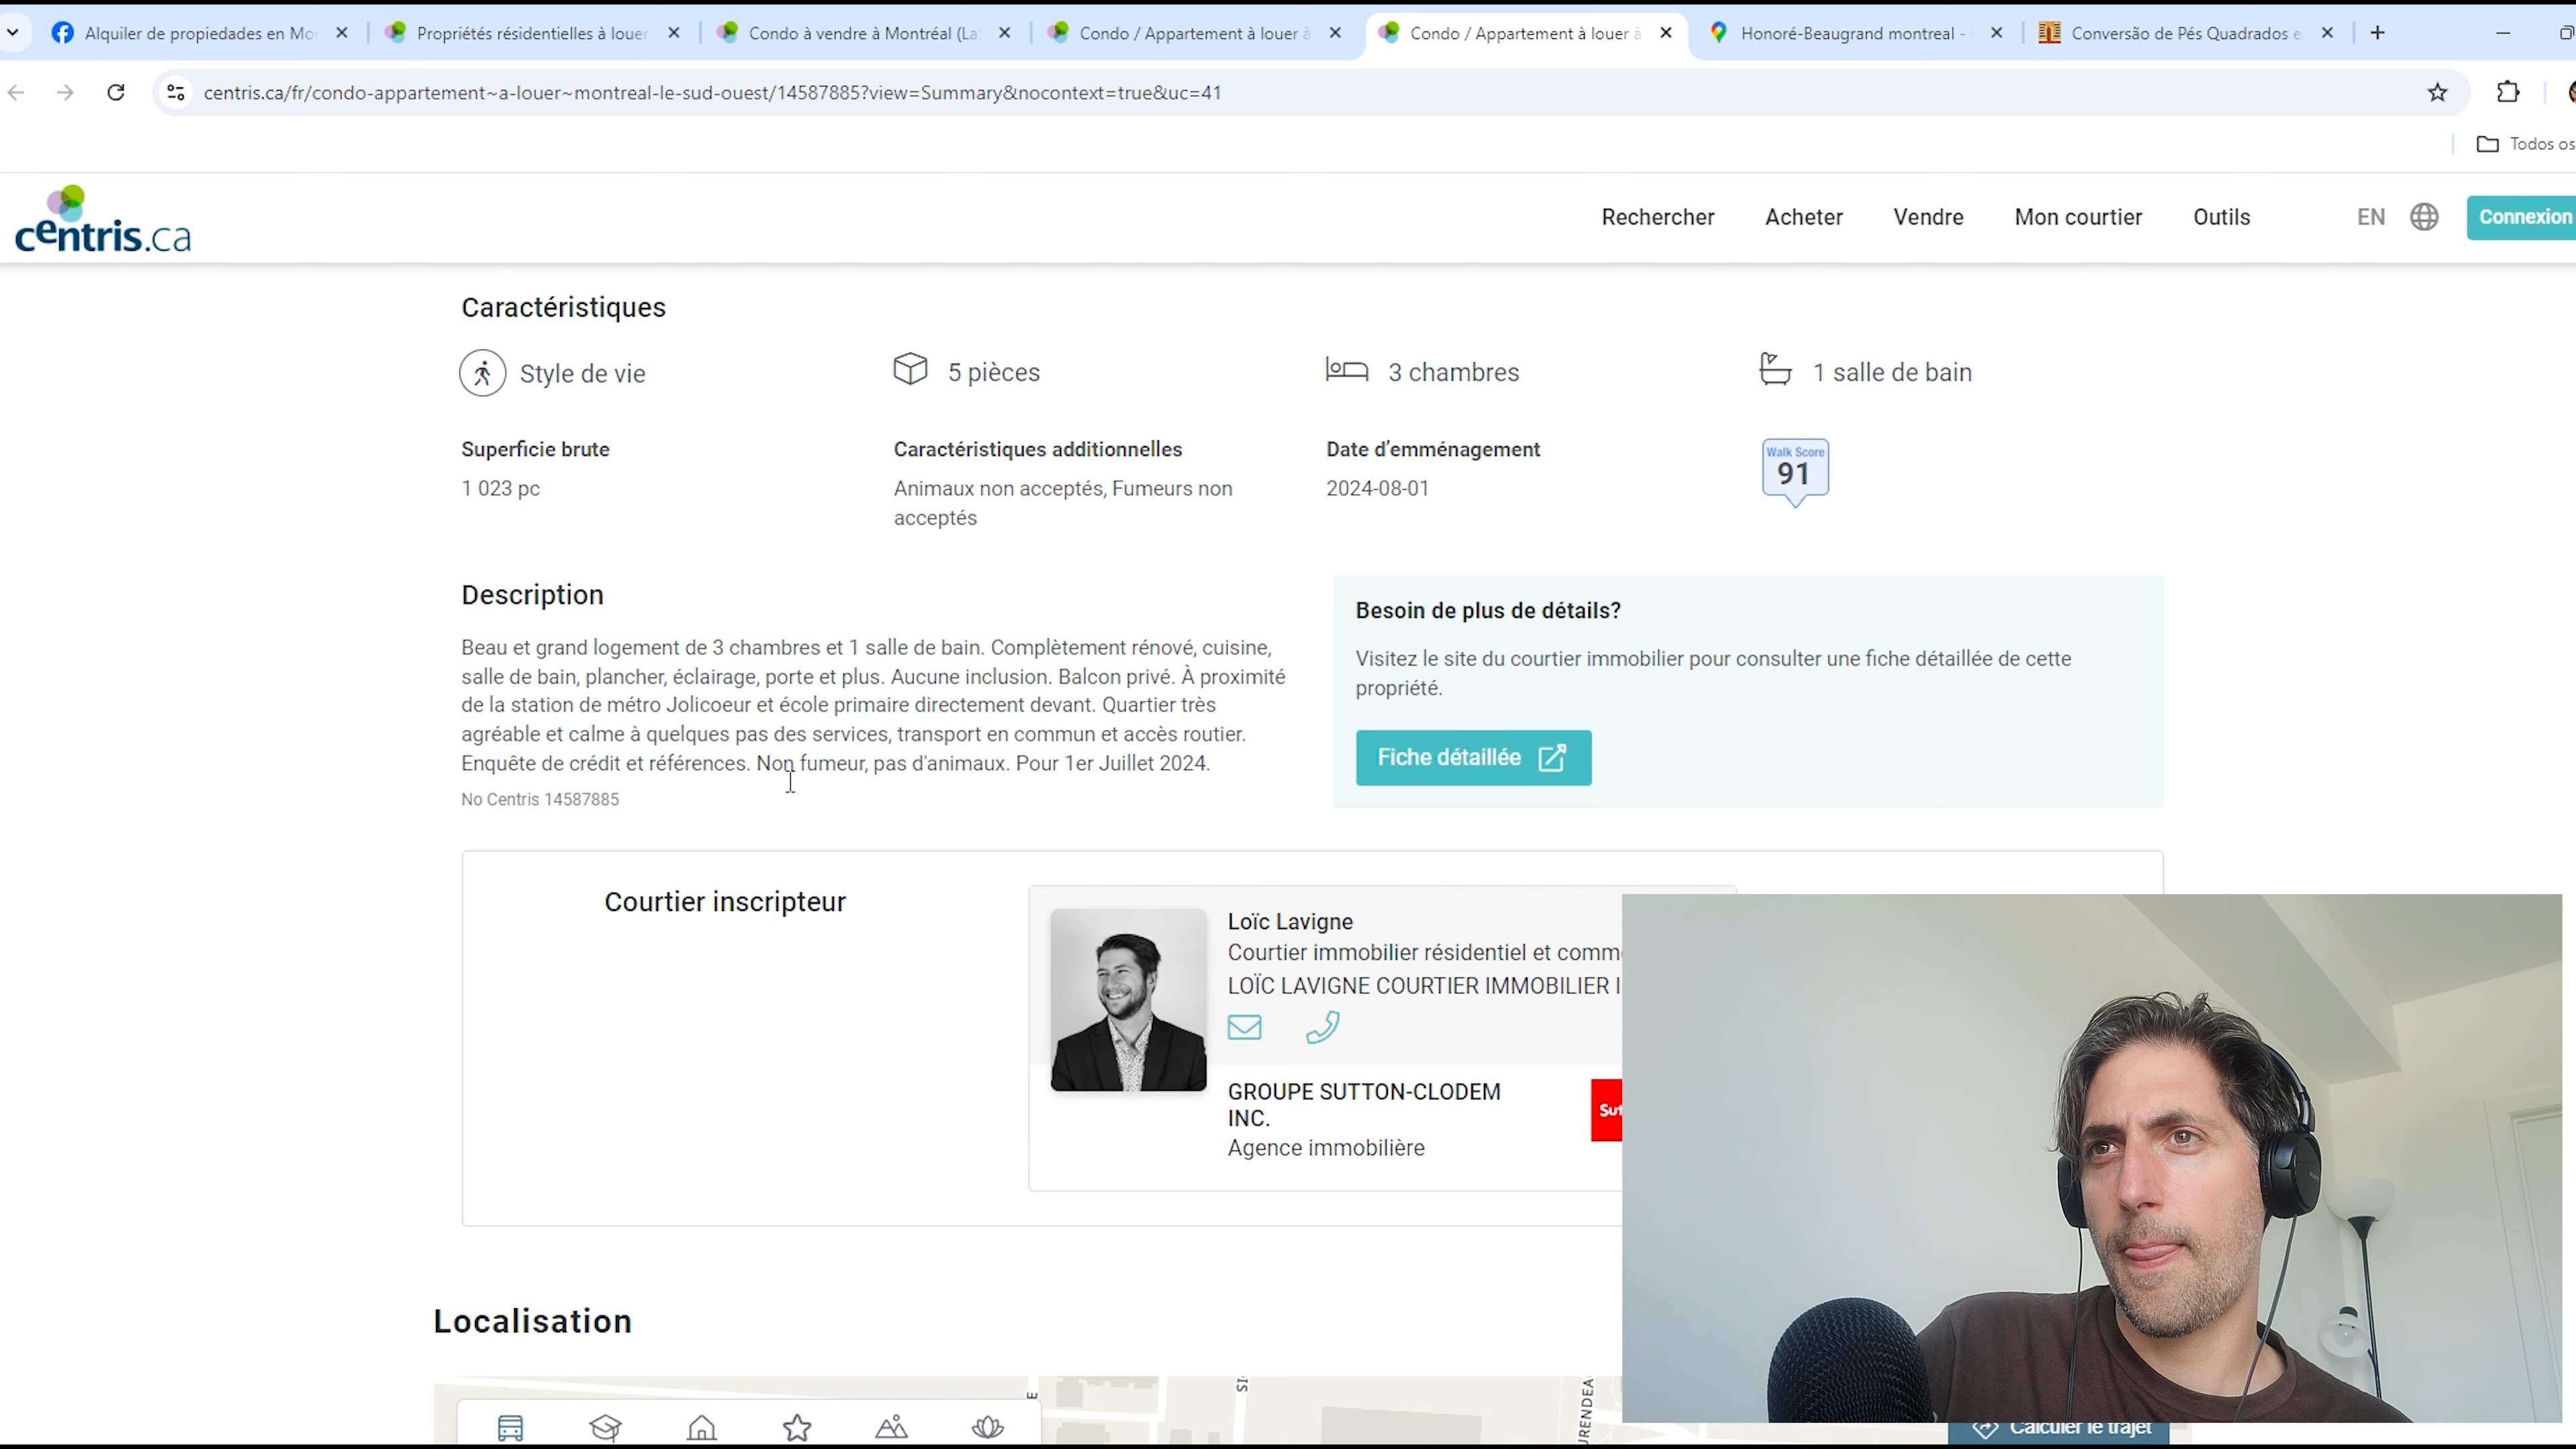 Alquiler de propiedades en Mo
Propriétés résidentielles à louer
Condo à vendre à Montréal (La
Condo / Appartement à louer à
Condo / Appartement à louer à
Honoré-Beaugrand montreal -
Conversão de Pés Quadrados e
centris.ca/fr/condo-appartement~a-louer~montreal-le-sud-ouest/14587885?view=Summary&nocontext=true&uc=41
Todos os
centris.ca
Rechercher
Acheter
Vendre
Mon courtier
Outils
EN
Connexion
Caractéristiques
Style de vie
5 pièces
3 chambres
1 salle de bain
Superficie brute
1 023 pc
Caractéristiques additionnelles
Animaux non acceptés, Fumeurs non
acceptés
Date d’emménagement
2024-08-01
Walk Score
91
Description
Beau et grand logement de 3 chambres et 1 salle de bain. Complètement rénové, cuisine,
salle de bain, plancher, éclairage, porte et plus. Aucune inclusion. Balcon privé. À proximité
de la station de métro Jolicoeur et école primaire directement devant. Quartier très
agréable et calme à quelques pas des services, transport en commun et accès routier.
Enquête de crédit et références. Non fumeur, pas d'animaux. Pour 1er Juillet 2024.
No Centris 14587885
Besoin de plus de détails?
Visitez le site du courtier immobilier pour consulter une fiche détaillée de cette
propriété.
Fiche détaillée
Courtier inscripteur
Loïc Lavigne
Courtier immobilier résidentiel et comm
LOÏC LAVIGNE COURTIER IMMOBILIER I
GROUPE SUTTON-CLODEM
INC.
Agence immobilière
Sut
Localisation
Calculer le trajet